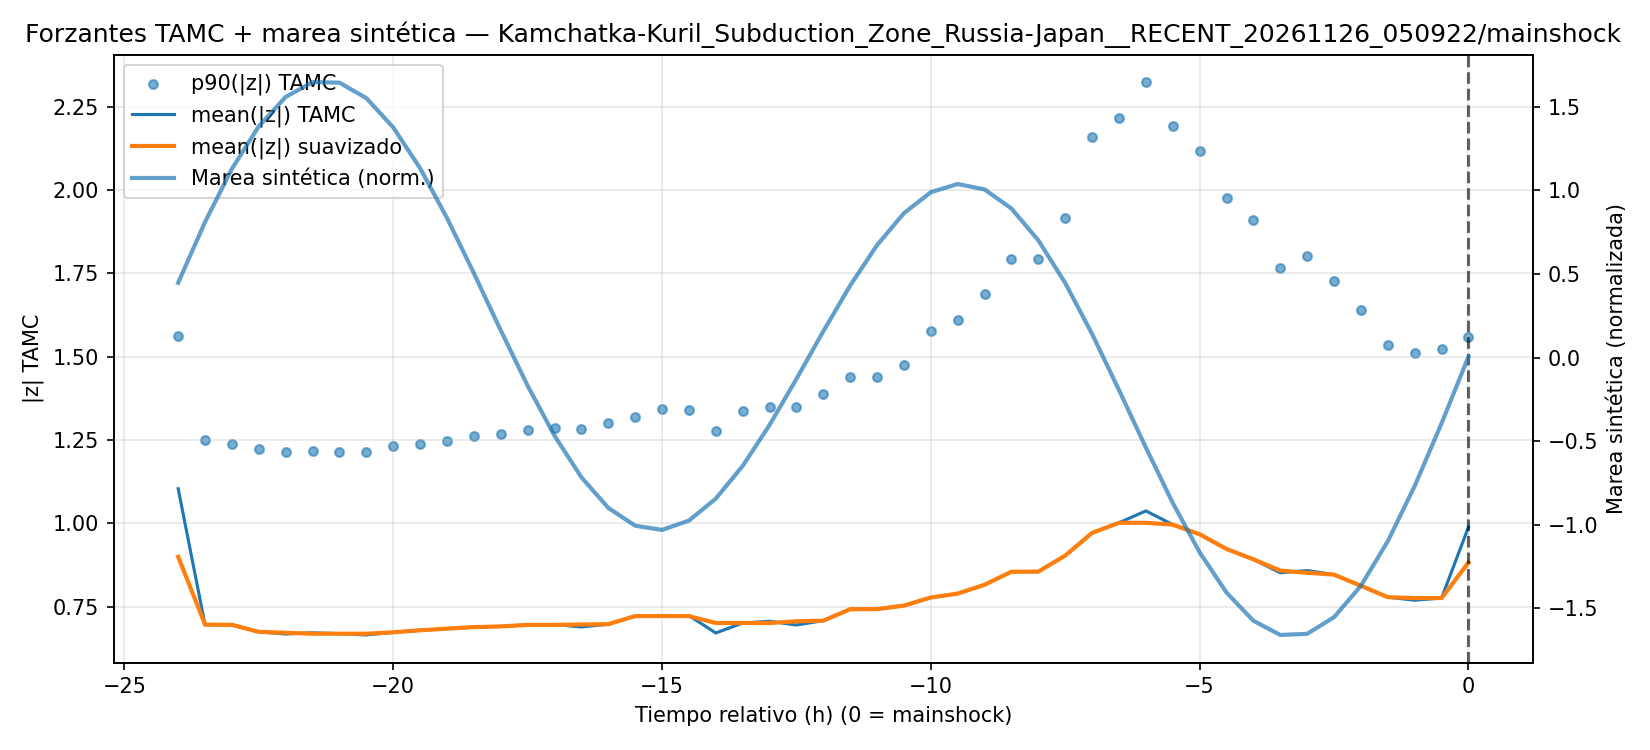 Forzantes TAMC + marea sintética — Kamchatka-Kuril_Subduction_Zone_Russia-Japan__RECENT_20261126_050922/mainshock
p90(|z|) TAMC
mean(|z|) TAMC
mean(|z|) suavizado
Marea sintética (norm.)
|z| TAMC
2.25
2.00
1.75
1.50
1.25
1.00
0.75
1.5
1.0
0.5
0.0
−0.5
−1.0
−1.5
Marea sintética (normalizada)
−25
−20
−15
−10
−5
0
Tiempo relativo (h) (0 = mainshock)